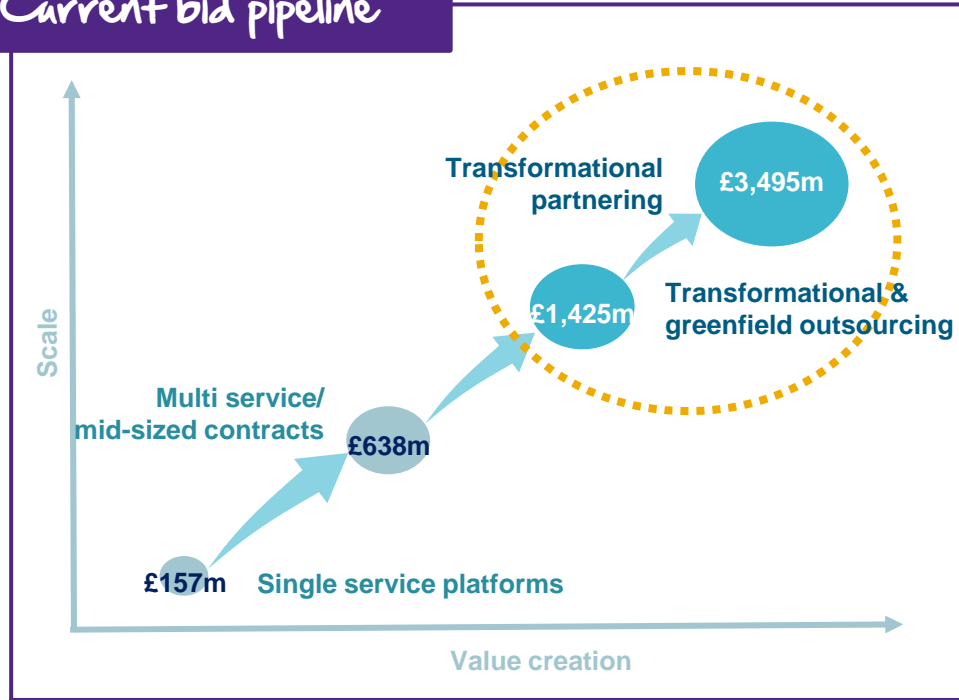 Current bid pipeline
Transformational
partnering
£3,495m
£1,425m
Transformational &
greenfield outsourcing
Scale
Multi service/
mid-sized contracts
£638m
£157m
Single service platforms
Value creation